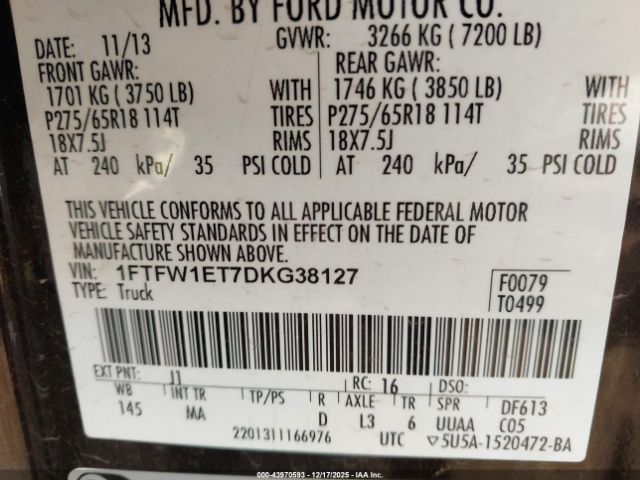 MFD. BY FORD MOTOR CO.
DATE: 11/13 GVWR: 3266 KG ( 7200 LB)
FRONT GAWR: REAR GAWR:
1701 KG ( 3750 LB) WITH 1746 KG ( 3850 LB) WITH
P275/65R18 114T TIRES P275/65R18 114T TIRES
18X7.5J RIMS 18X7.5J RIMS
AT 240 kPa/ 35 PSI COLD AT 240 kPa/ 35 PSI COLD
THIS VEHICLE CONFORMS TO ALL APPLICABLE FEDERAL MOTOR
VEHICLE SAFETY STANDARDS IN EFFECT ON THE DATE OF
MANUFACTURE SHOWN ABOVE.
VIN: 1FTFW1ET7DKG38127 F0079
TYPE: Truck T0499
EXT PNT: J1 RC: 16 DSO:
WB INT TR TP/PS R AXLE TR SPR DF613
145 MA D L3 6 UUAA C05
2201311166976 UTC ▽5U5A-1520472-BA
000-43970593 - 12/17/2025 - IAAI.COM